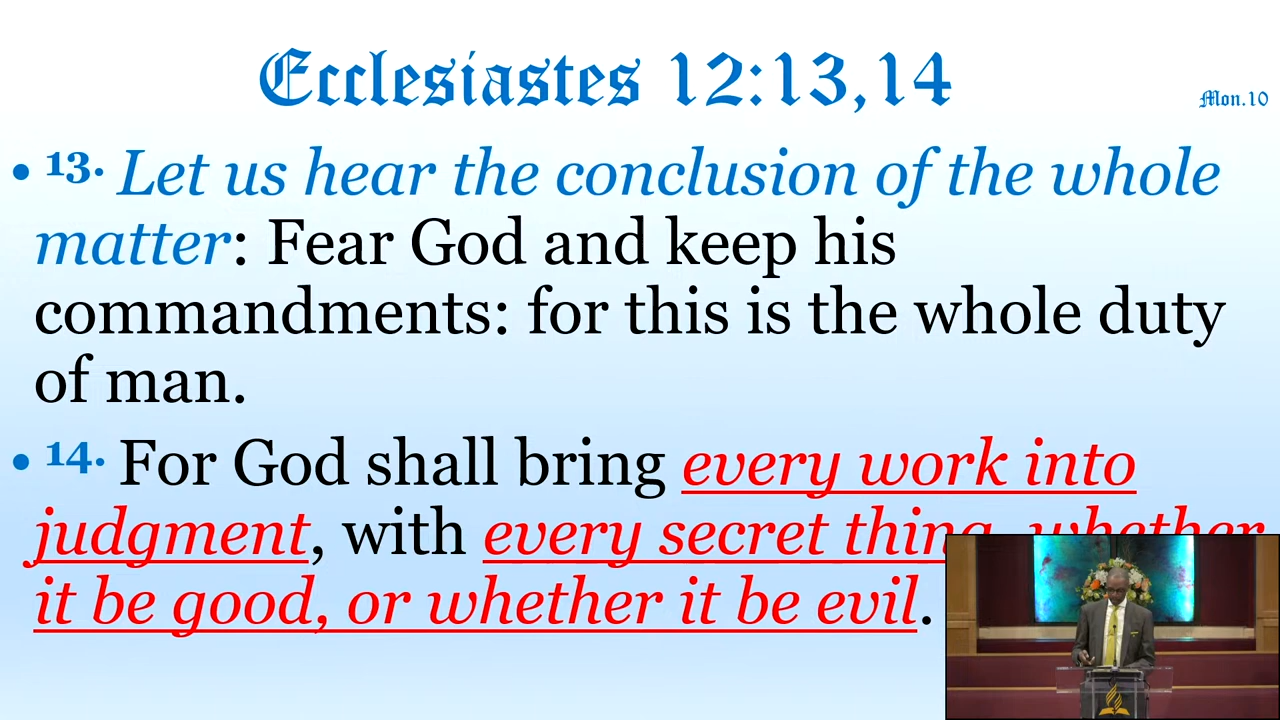 Ecclesiastes 12:13,14
Mon.10
• 13. Let us hear the conclusion of the whole
matter: Fear God and keep his
commandments: for this is the whole duty
of man.
• 14. For God shall bring every work into
judgment, with every secret thing, whether
it be good, or whether it be evil.